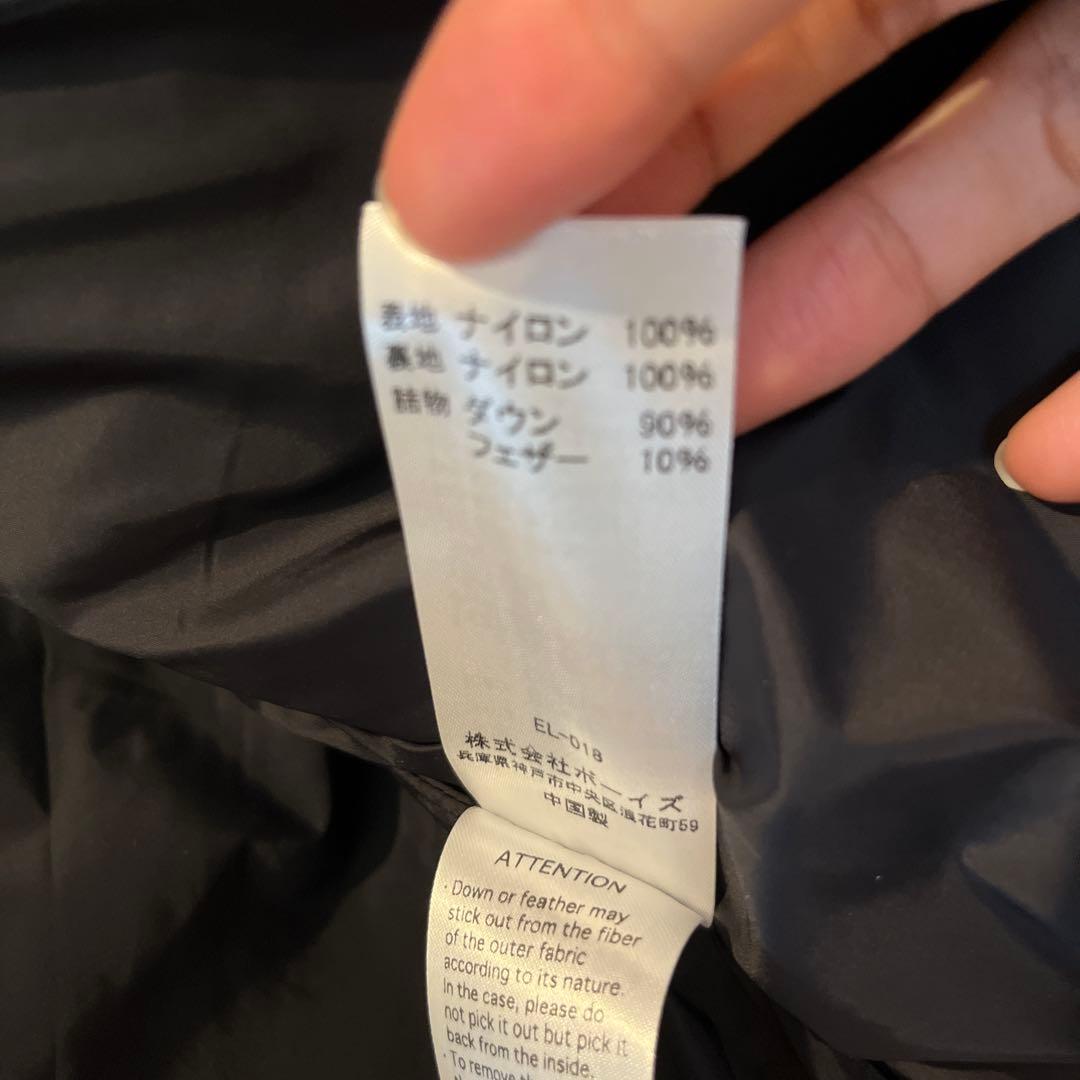 表地 ナイロン 100%
裏地 ナイロン 100%
詰物 ダウン 90%
フェザー 10%
EL-018
株式会社ボーイズ
兵庫県神戸市中央区浪花町59
中国製
ATTENTION
· Down or feather may
stick out from the fiber
of the outer fabric
according to its nature.
In the case, please do
not pick it out but pick it
back from the inside.
· To remove